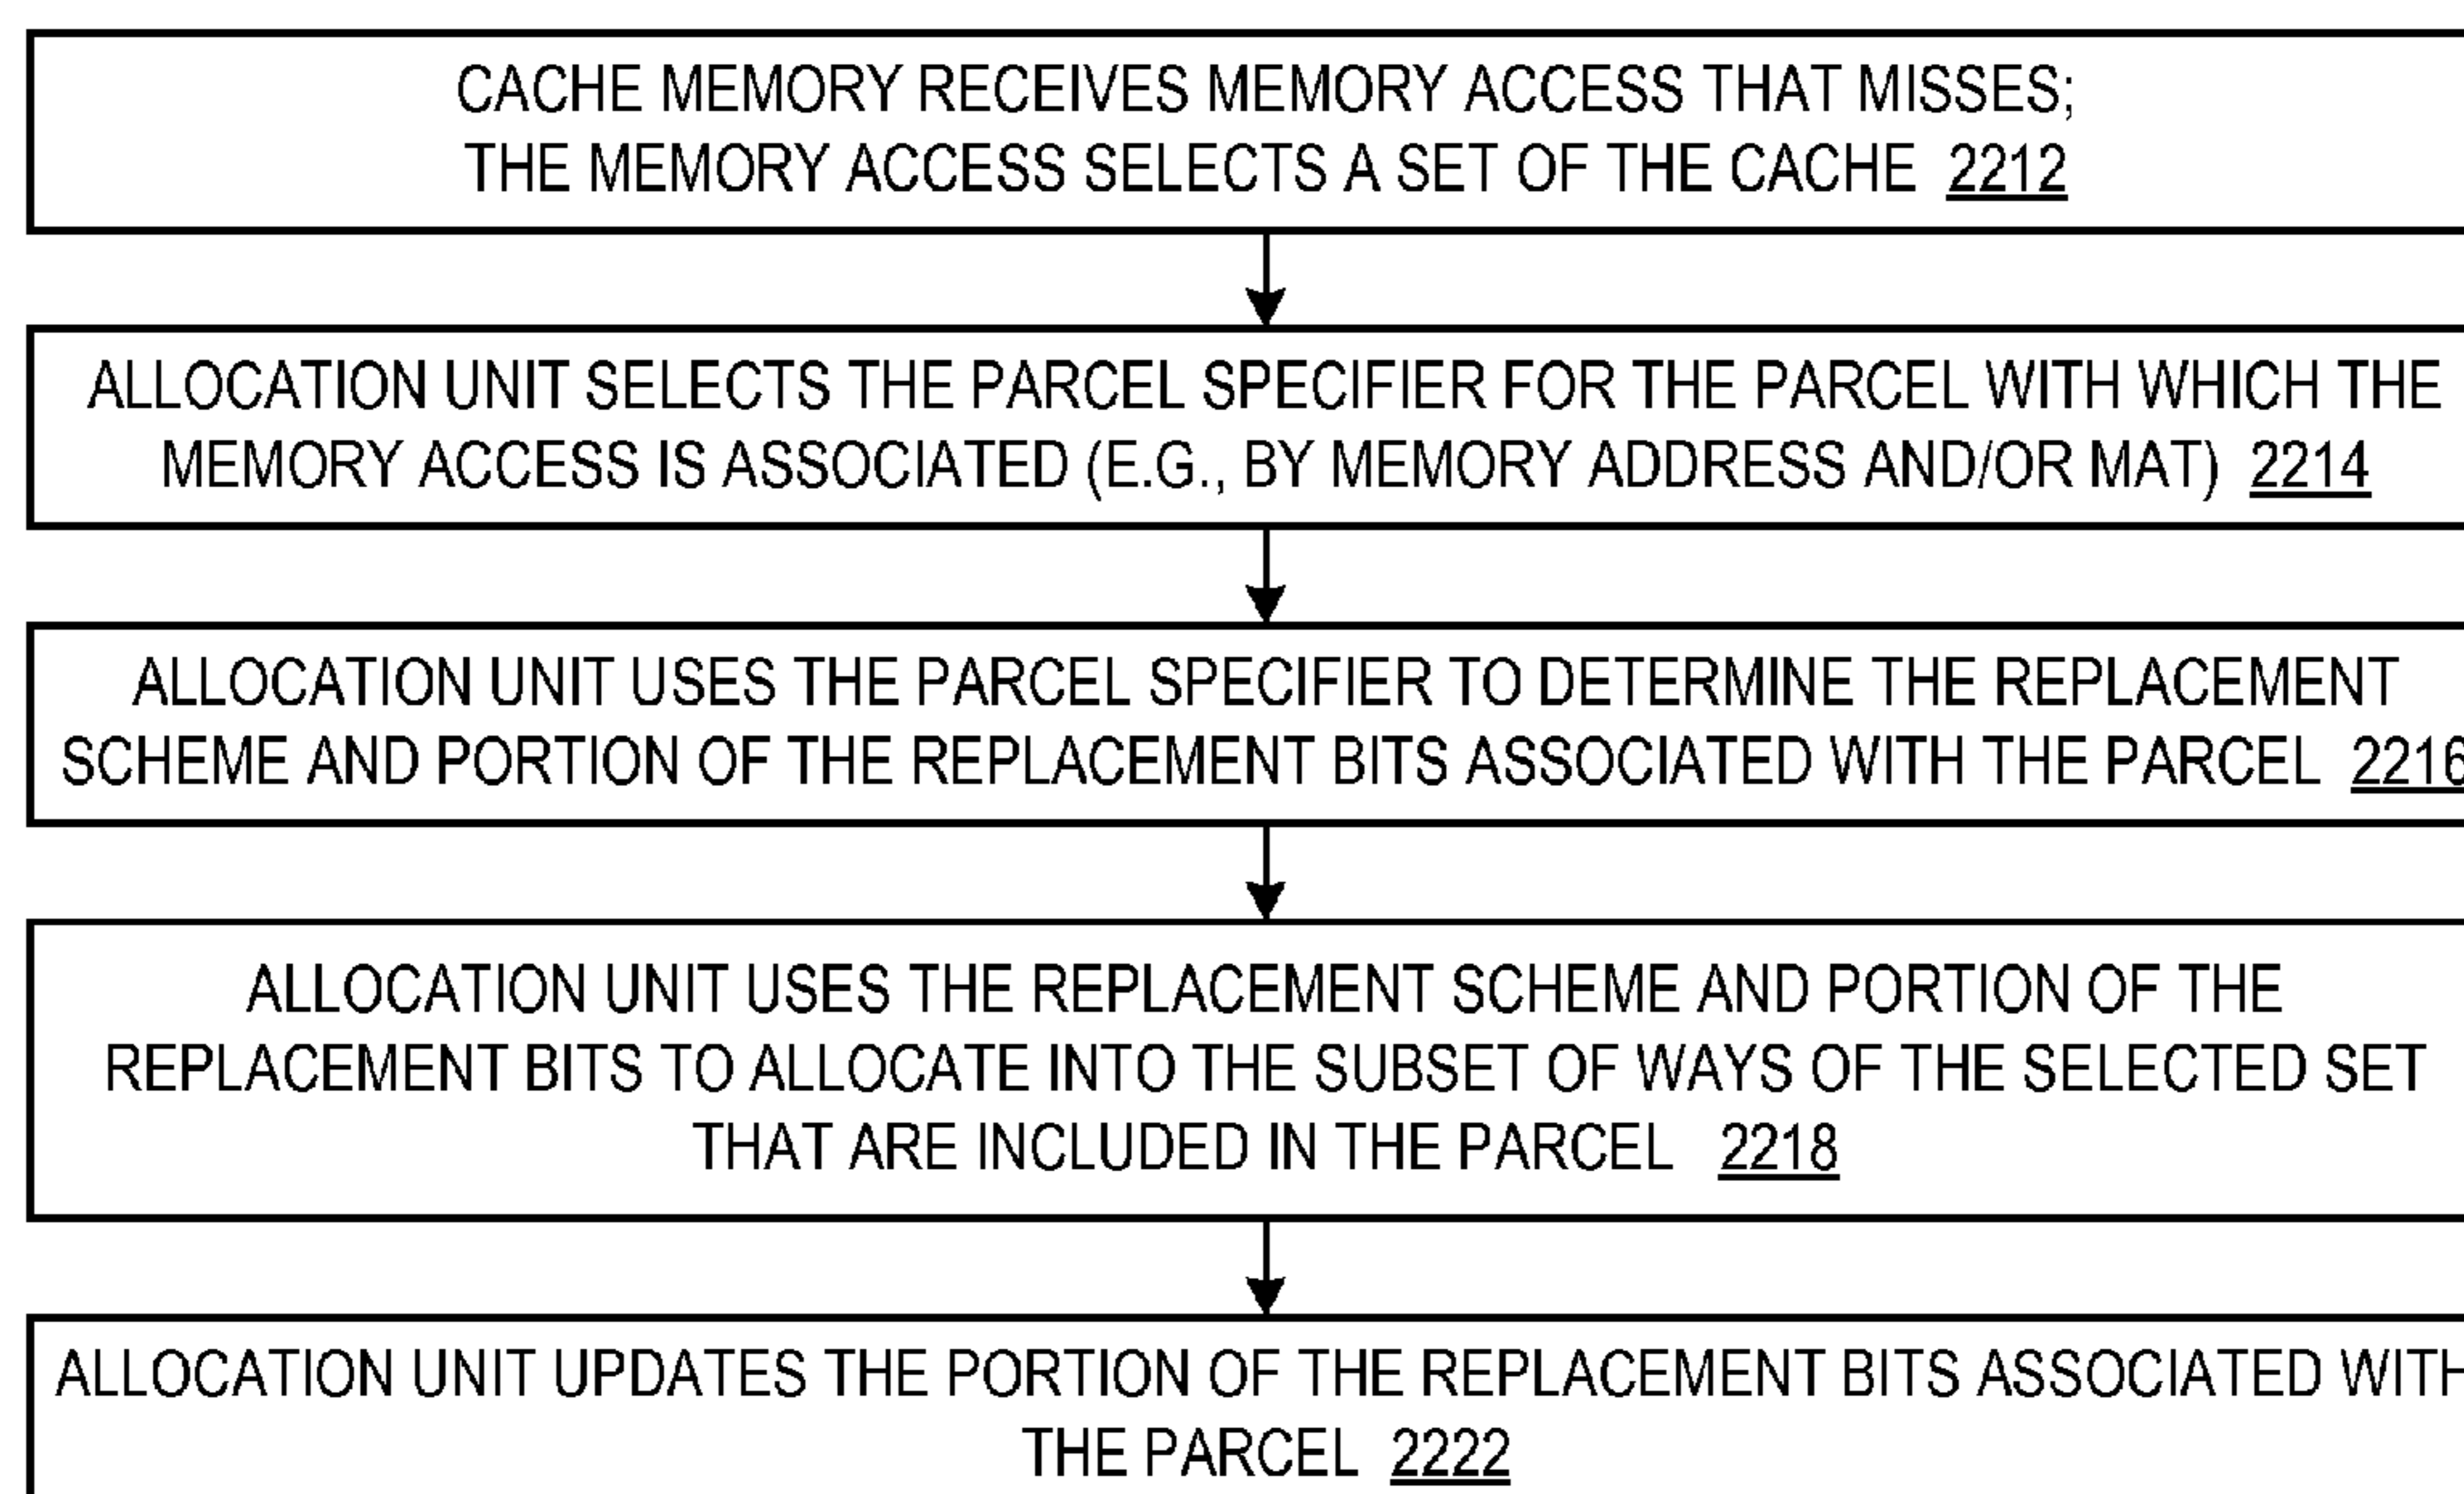 CACHE MEMORY RECEIVES MEMORY ACCESS THAT MISSES;
THE MEMORY ACCESS SELECTS A SET OF THE CACHE 2212
ALLOCATION UNIT SELECTS THE PARCEL SPECIFIER FOR THE PARCEL WITH WHICH THE
MEMORY ACCESS IS ASSOCIATED (E.G., BY MEMORY ADDRESS AND/OR MAT) 2214
ALLOCATION UNIT USES THE PARCEL SPECIFIER TO DETERMINE THE REPLACEMENT
SCHEME AND PORTION OF THE REPLACEMENT BITS ASSOCIATED WITH THE PARCEL 2216
ALLOCATION UNIT USES THE REPLACEMENT SCHEME AND PORTION OF THE
REPLACEMENT BITS TO ALLOCATE INTO THE SUBSET OF WAYS OF THE SELECTED SET
THAT ARE INCLUDED IN THE PARCEL 2218
ALLOCATION UNIT UPDATES THE PORTION OF THE REPLACEMENT BITS ASSOCIATED WITH
THE PARCEL 2222